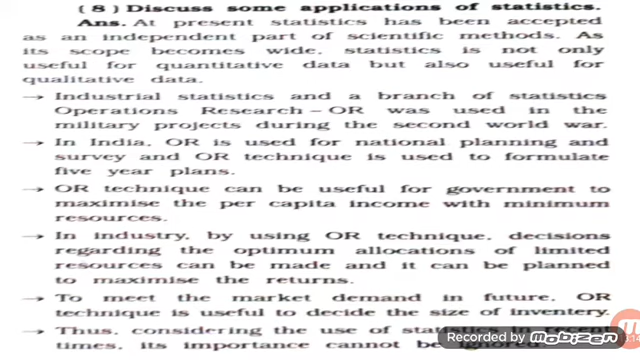 (8) Discuss some applications of statistics.
Ans. At present statistics has been accepted
as an independent part of scientific methods. As
its scope becomes wide, statistics is not only
useful for quantitative data but also useful for
qualitative data.
→ Industrial statistics and a branch of statistics
Operations Research – OR was used in the
military projects during the second world war.
→ In India, OR is used for national planning and
survey and OR technique is used to formulate
five year plans.
→ OR technique can be useful for government to
maximise the per capita income with minimum
resources.
→ In industry, by using OR technique, decisions
regarding the optimum allocations of limited
resources can be made and it can be planned
to maximise the returns.
→ To meet the market demand in future, OR
technique is useful to decide the size of inventery.
→ Thus, considering the use of statistics in recent
times, its importance cannot be ignored.
Recorded by mobizen